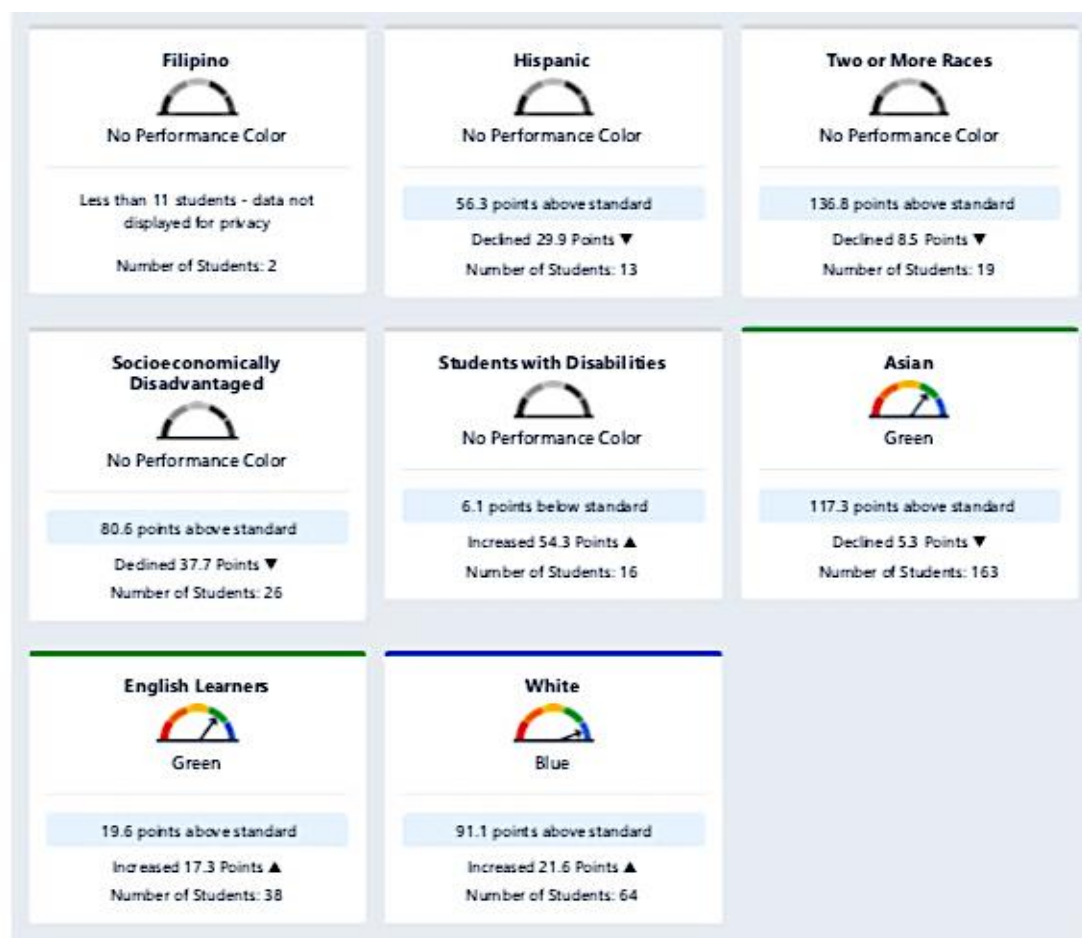 Filipino
No Performance Color
Less than 11 students - data not
displayed for privacy
Number of Students: 2
Hispanic
No Performance Color
56.3 points above standard
Declined 29.9 Points ▼
Number of Students: 13
Two or More Races
No Performance Color
136.8 points above standard
Declined 8.5 Points ▼
Number of Students: 19
Socioeconomically
Disadvantaged
No Performance Color
80.6 points above standard
Declined 37.7 Points ▼
Number of Students: 26
Students with Disabilities
No Performance Color
6.1 points below standard
Increased 54.3 Points ▲
Number of Students: 16
Asian
Green
117.3 points above standard
Declined 5.3 Points ▼
Number of Students: 163
English Learners
Green
19.6 points above standard
Increased 17.3 Points ▲
Number of Students: 38
White
Blue
91.1 points above standard
Increased 21.6 Points ▲
Number of Students: 64